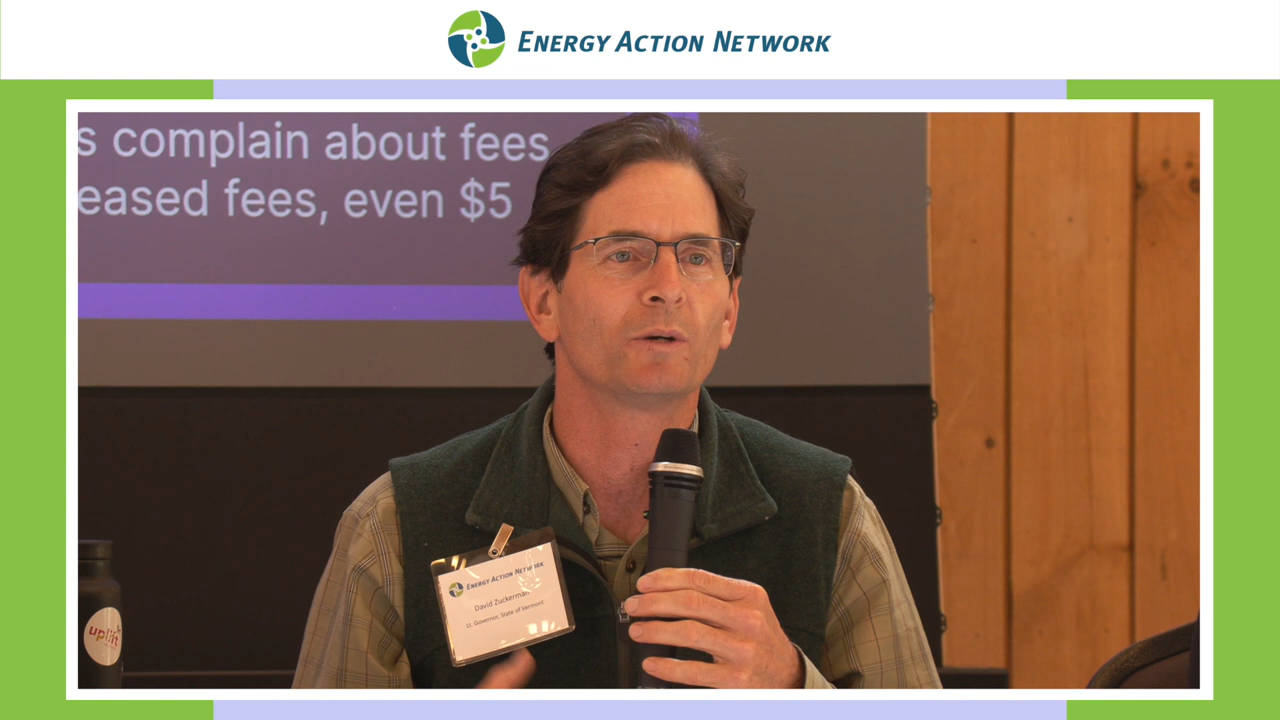 ENERGY ACTION NETWORK
s complain about fees
eased fees, even $5
ENERGY ACTION NETWORK
David Zuckerman
Lt. Governor, State of Vermont
uplift